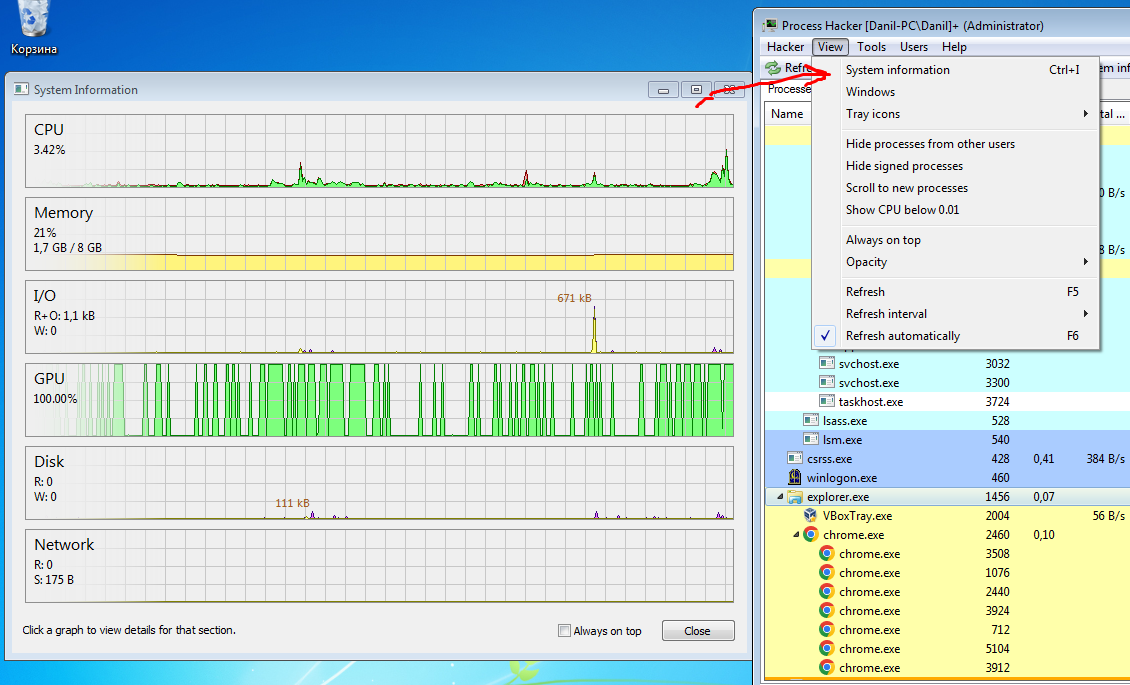 Корзина
System Information
CPU
3.42%
Memory
21%
1,7 GB / 8 GB
I/O
671 kB
R+O: 1,1 kB
W: 0
GPU
100.00%
Disk
R: 0
W: 0
111 kB
Network
R: 0
S: 175 B
Click a graph to view details for that section.
Always on top
Close
Process Hacker [Danil-PC\Danil]+ (Administrator)
Hacker View Tools Users Help
Refre
em inf
Processe
Name
tal ...
System information Ctrl+I
Windows
Tray icons
Hide processes from other users
Hide signed processes
Scroll to new processes
Show CPU below 0.01
Always on top
Opacity
Refresh F5
Refresh interval
Refresh automatically F6
0 B/s
8 B/s
svchost.exe 3032
svchost.exe 3300
taskhost.exe 3724
lsass.exe 528
lsm.exe 540
csrss.exe 428 0,41 384 B/s
winlogon.exe 460
explorer.exe 1456 0,07
VBoxTray.exe 2004 56 B/s
chrome.exe 2460 0,10
chrome.exe 3508
chrome.exe 1076
chrome.exe 2440
chrome.exe 3924
chrome.exe 712
chrome.exe 5104
chrome.exe 3912